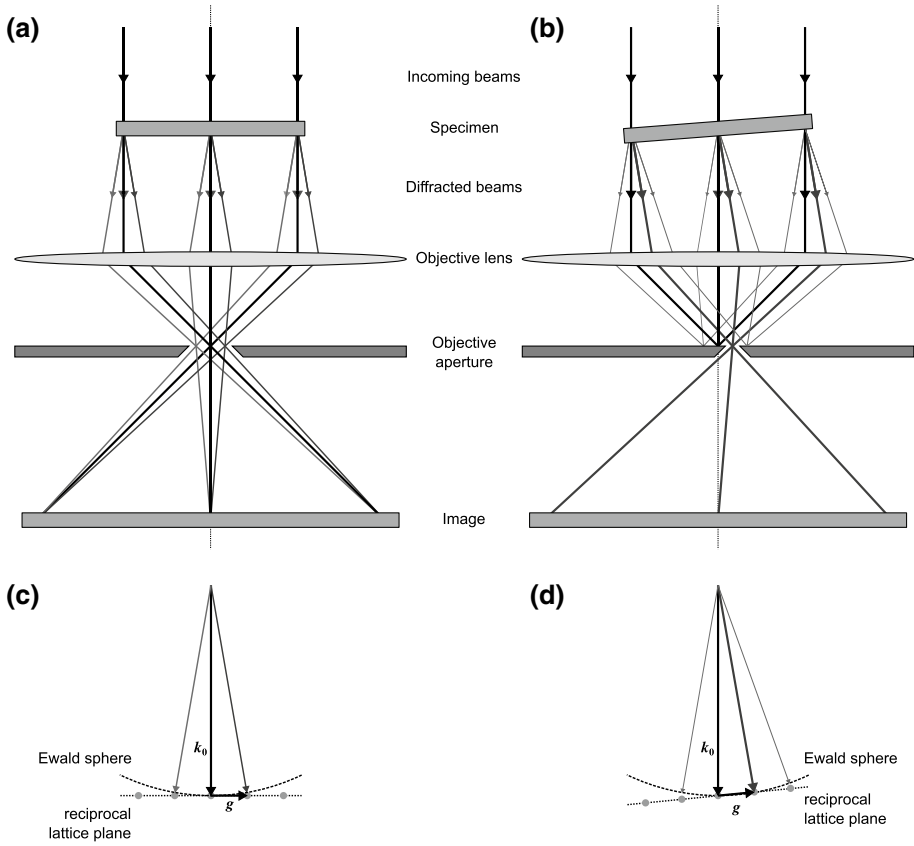 (a)
(b)
Incoming beams
Specimen
Diffracted beams
Objective lens
Objective
aperture
Image
(c)
(d)
k0
Ewald sphere
g
reciprocal
lattice plane
k0
Ewald sphere
g
reciprocal
lattice plane